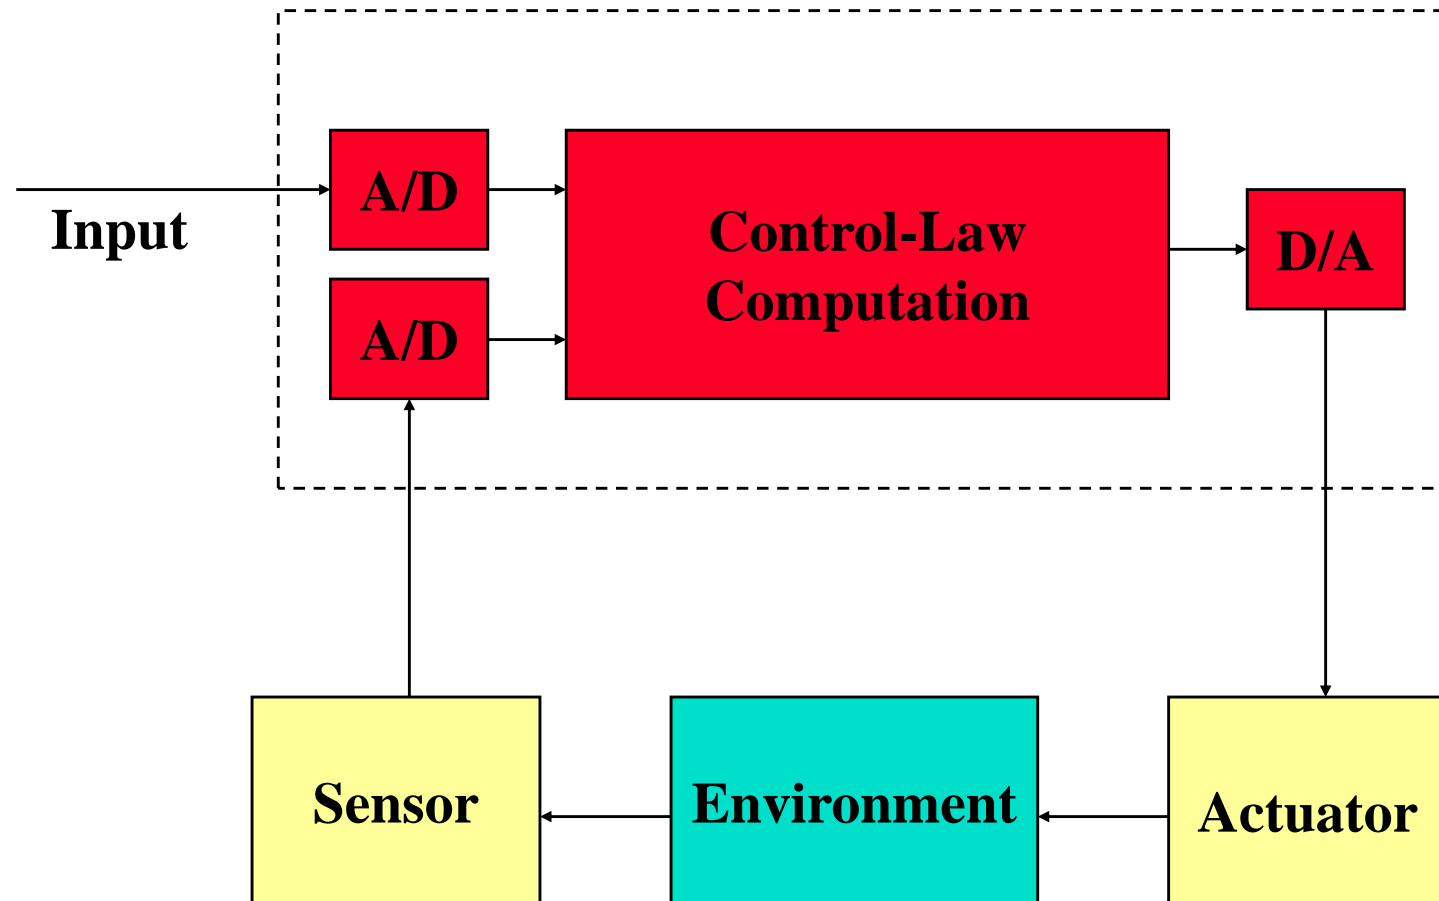 A/D
Input
Control-Law
Computation
D/A
A/D
Sensor
Environment
Actuator